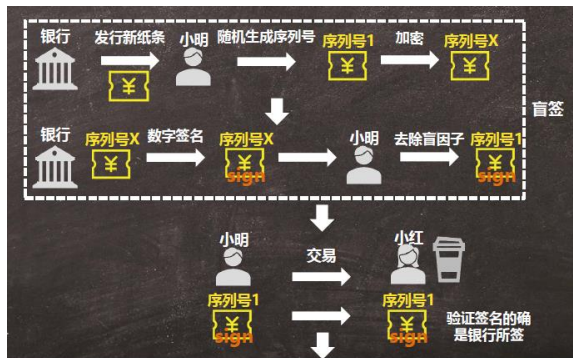 银行
发行新纸条
小明
随机生成序列号
序列号1
加密
序列号X
¥
¥
¥
盲签
银行
序列号X
数字签名
序列号X
小明
去除盲因子
序列号1
¥
¥
sign
¥
sign
小明
交易
小红
序列号1
序列号1
¥
sign
¥
sign
验证签名的确
是银行所签